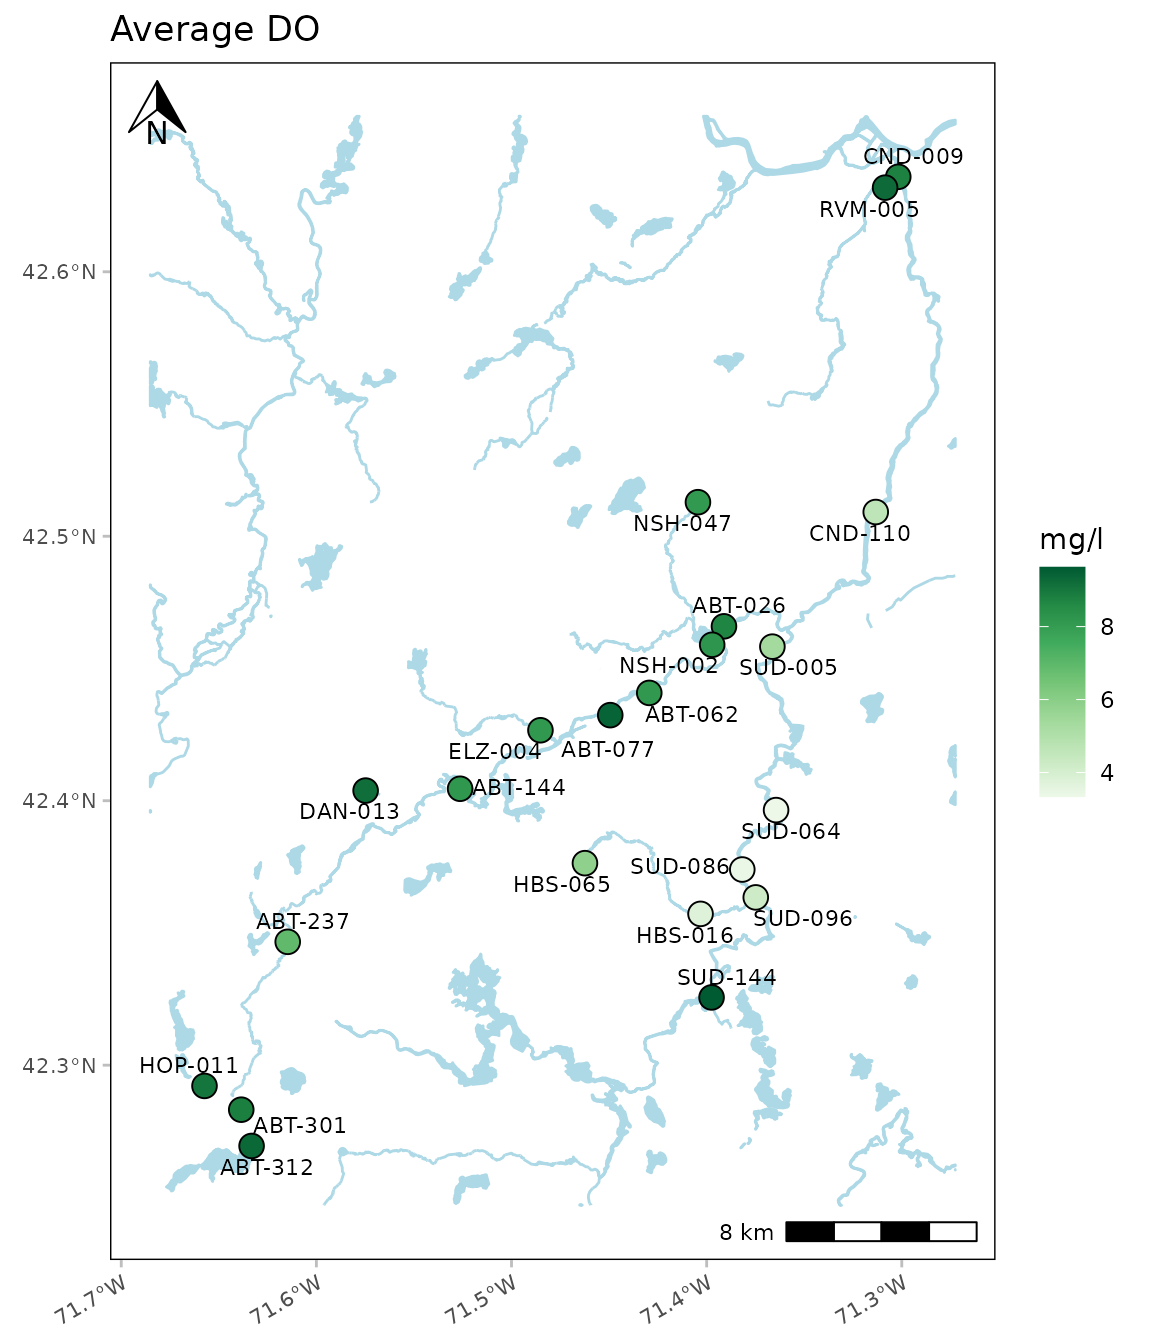 Average DO
N
CND-009
RVM-005
42.6°N
NSH-047
CND-110
42.5°N
mg/l
ABT-026
8
NSH-002
SUD-005
6
ABT-062
ELZ-004
ABT-077
4
ABT-144
42.4°N
DAN-013
SUD-064
SUD-086
HBS-065
SUD-096
ABT-237
HBS-016
SUD-144
HOP-011
42.3°N
ABT-301
ABT-312
8 km
71.7°W
71.6°W
71.5°W
71.4°W
71.3°W